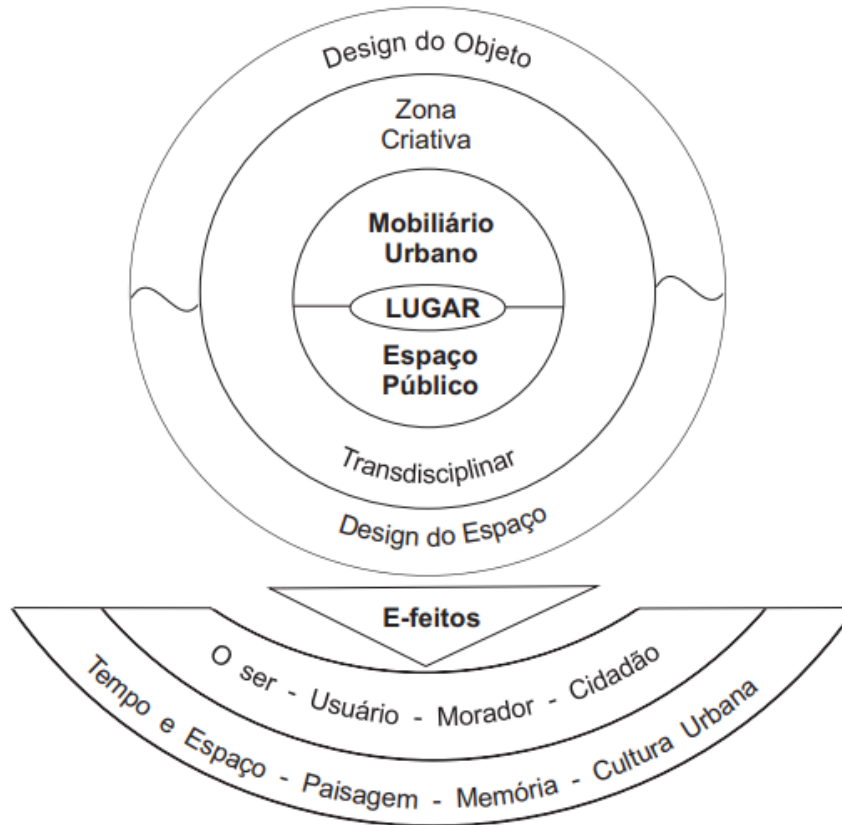 Design do Objeto
Zona
Criativa
Mobiliário
Urbano
LUGAR
Espaço
Público
Transdisciplinar
Design do Espaço
E-feitos
O ser - Usuário - Morador - Cidadão
Tempo e Espaço - Paisagem - Memória - Cultura Urbana